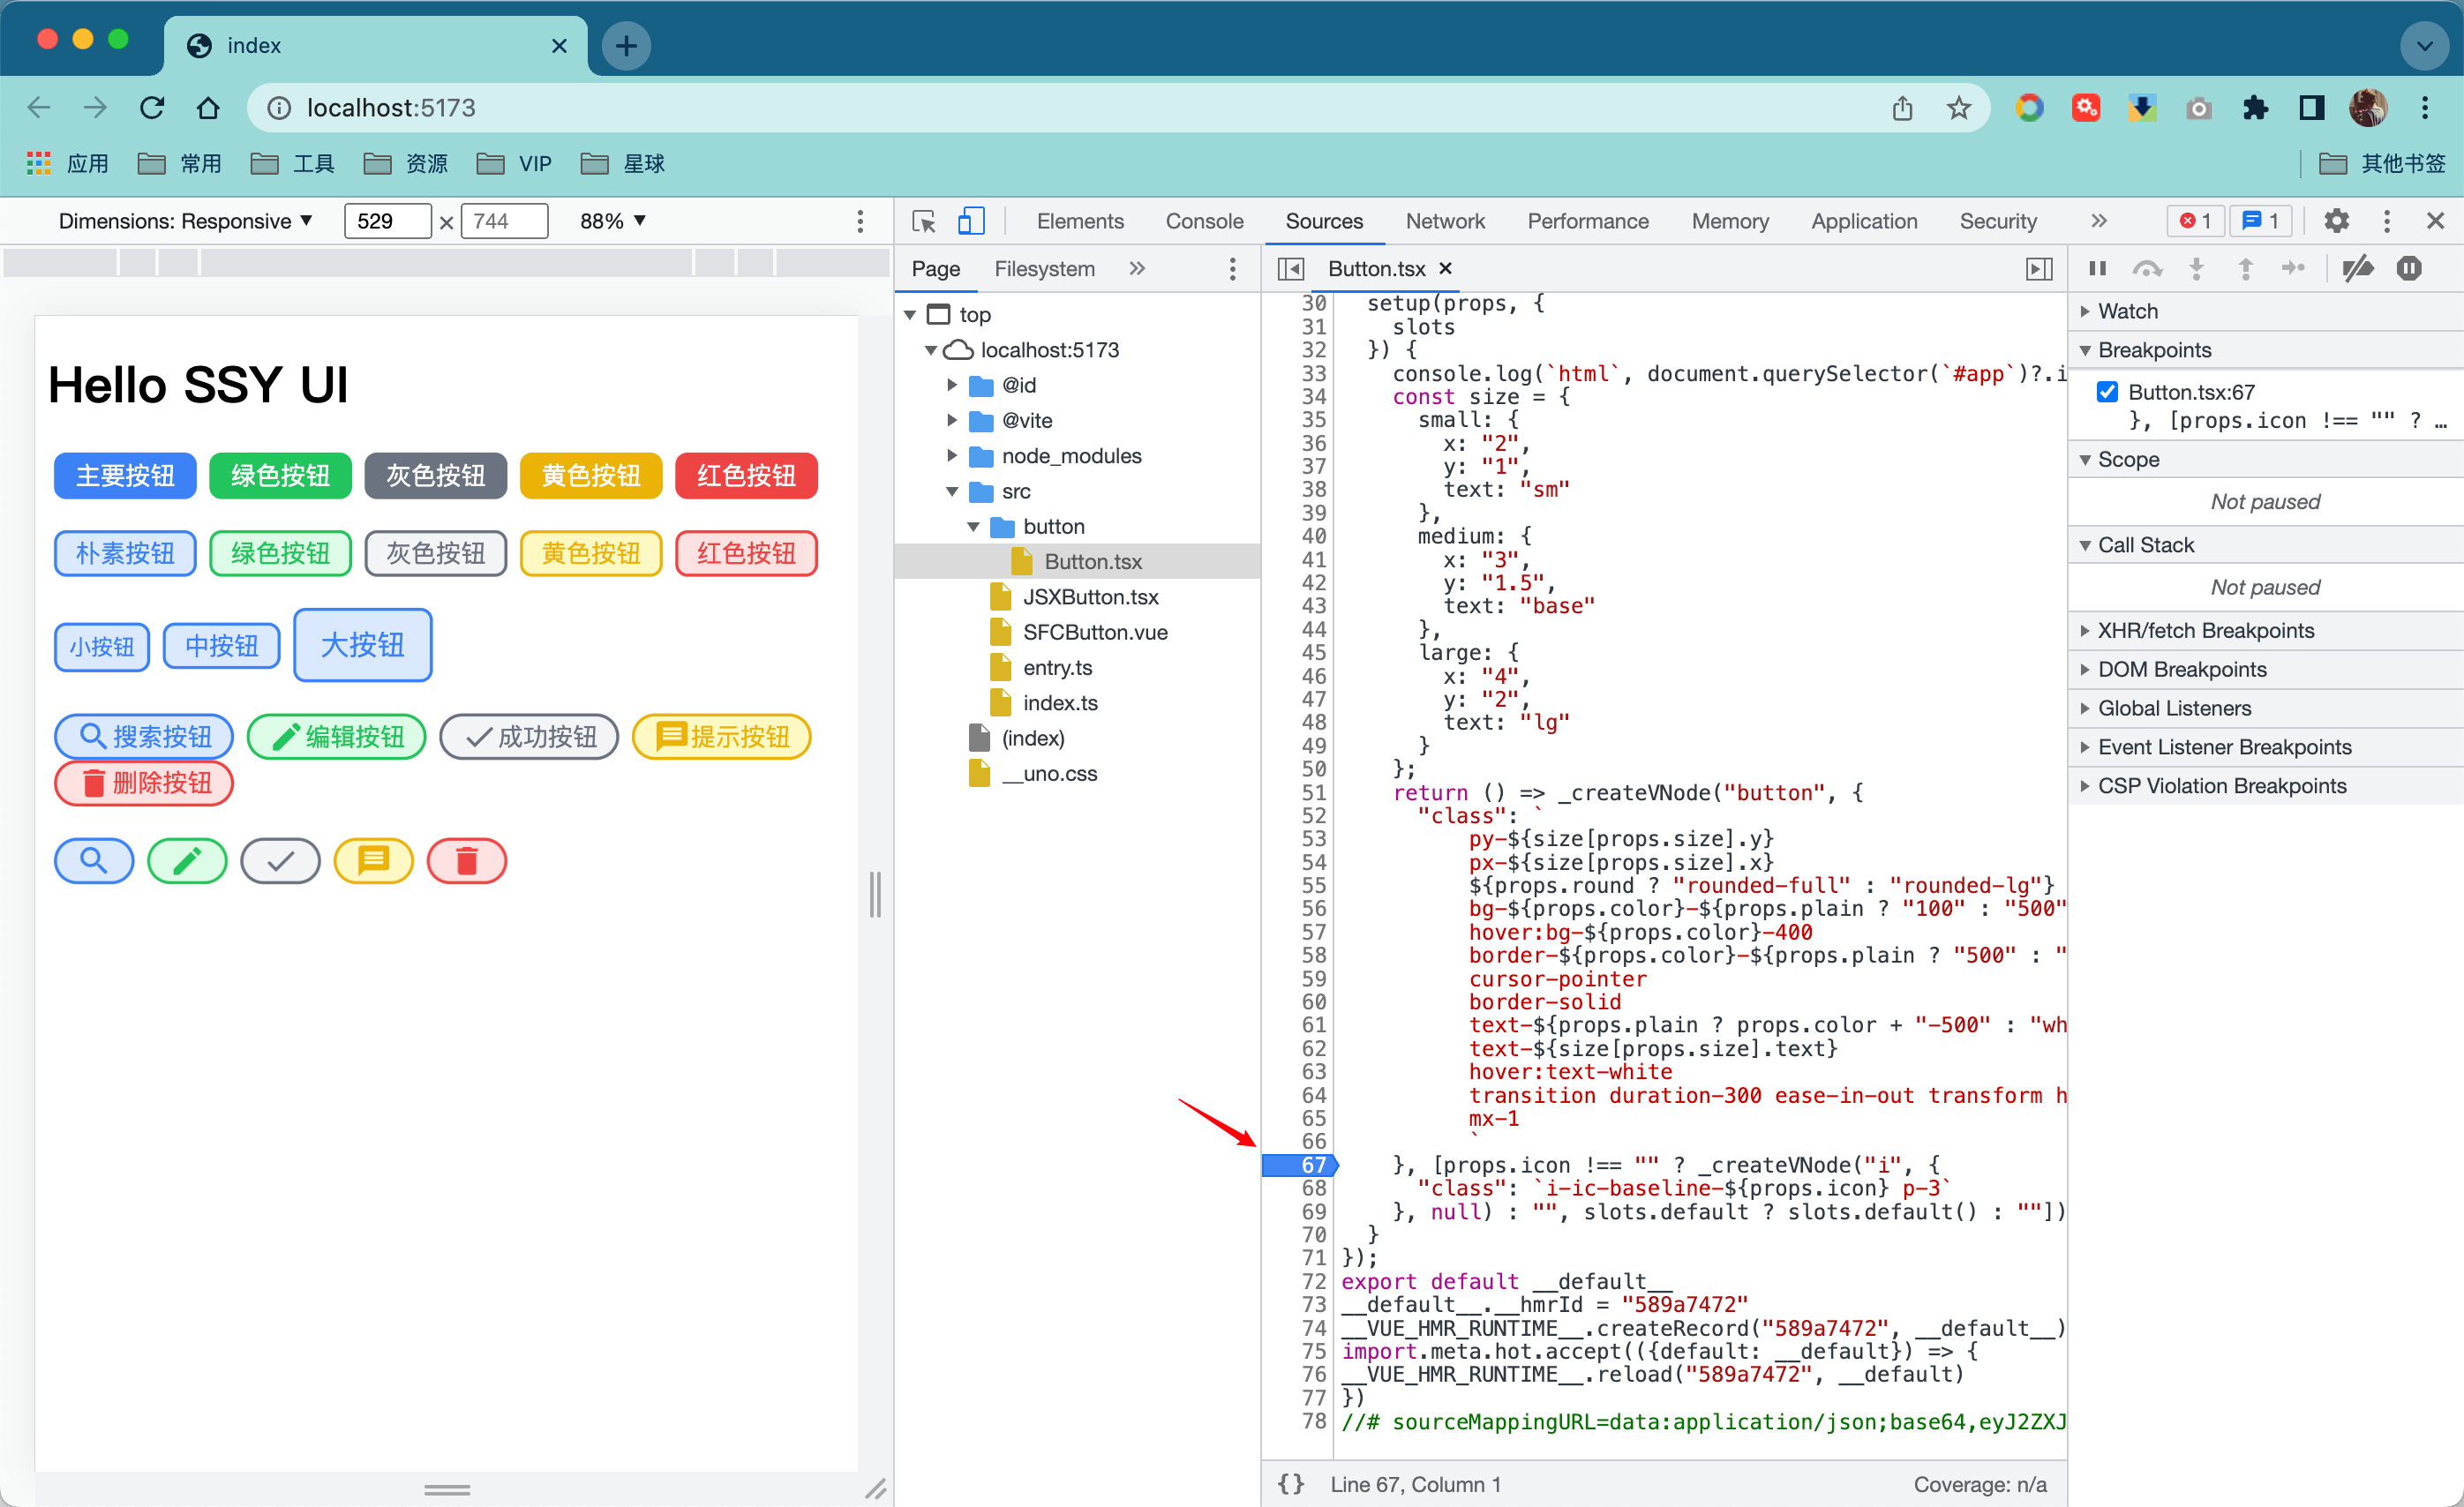 index
localhost:5173
应用 常用 工具 资源 VIP 星球 其他书签
Dimensions: Responsive ▼ 529 × 744 88% ▼
Hello SSY UI
主要按钮 绿色按钮 灰色按钮 黄色按钮 红色按钮
朴素按钮 绿色按钮 灰色按钮 黄色按钮 红色按钮
小按钮 中按钮 大按钮
搜索按钮 编辑按钮 成功按钮 提示按钮
删除按钮
Elements Console Sources Network Performance Memory Application Security » 1 1
Page Filesystem »
top
localhost:5173
@id
@vite
node_modules
src
button
Button.tsx
JSXButton.tsx
SFCButton.vue
entry.ts
index.ts
(index)
__uno.css
Button.tsx ×
30 setup(props, {
31 slots
32 }) {
33 console.log(`html`, document.querySelector(`#app`)?.i
34 const size = {
35 small: {
36 x: "2",
37 y: "1",
38 text: "sm"
39 },
40 medium: {
41 x: "3",
42 y: "1.5",
43 text: "base"
44 },
45 large: {
46 x: "4",
47 y: "2",
48 text: "lg"
49 }
50 };
51 return () => _createVNode("button", {
52 "class": `
53 py-${size[props.size].y}
54 px-${size[props.size].x}
55 ${props.round ? "rounded-full" : "rounded-lg"}
56 bg-${props.color}-${props.plain ? "100" : "500"
57 hover:bg-${props.color}-400
58 border-${props.color}-${props.plain ? "500" : "
59 cursor-pointer
60 border-solid
61 text-${props.plain ? props.color + "-500" : "wh
62 text-${size[props.size].text}
63 hover:text-white
64 transition duration-300 ease-in-out transform h
65 mx-1
66 `
67 }, [props.icon !== "" ? _createVNode("i", {
68 "class": `i-ic-baseline-${props.icon} p-3`
69 }, null) : "", slots.default ? slots.default() : ""])
70 }
71 });
72 export default __default__
73 __default__.__hmrId = "589a7472"
74 __VUE_HMR_RUNTIME__.createRecord("589a7472", __default__)
75 import.meta.hot.accept(({default: __default}) => {
76 __VUE_HMR_RUNTIME__.reload("589a7472", __default)
77 })
78 //# sourceMappingURL=data:application/json;base64,eyJ2ZXJ
{} Line 67, Column 1 Coverage: n/a
Watch
Breakpoints
Button.tsx:67
}, [props.icon !== "" ? …
Scope
Not paused
Call Stack
Not paused
XHR/fetch Breakpoints
DOM Breakpoints
Global Listeners
Event Listener Breakpoints
CSP Violation Breakpoints